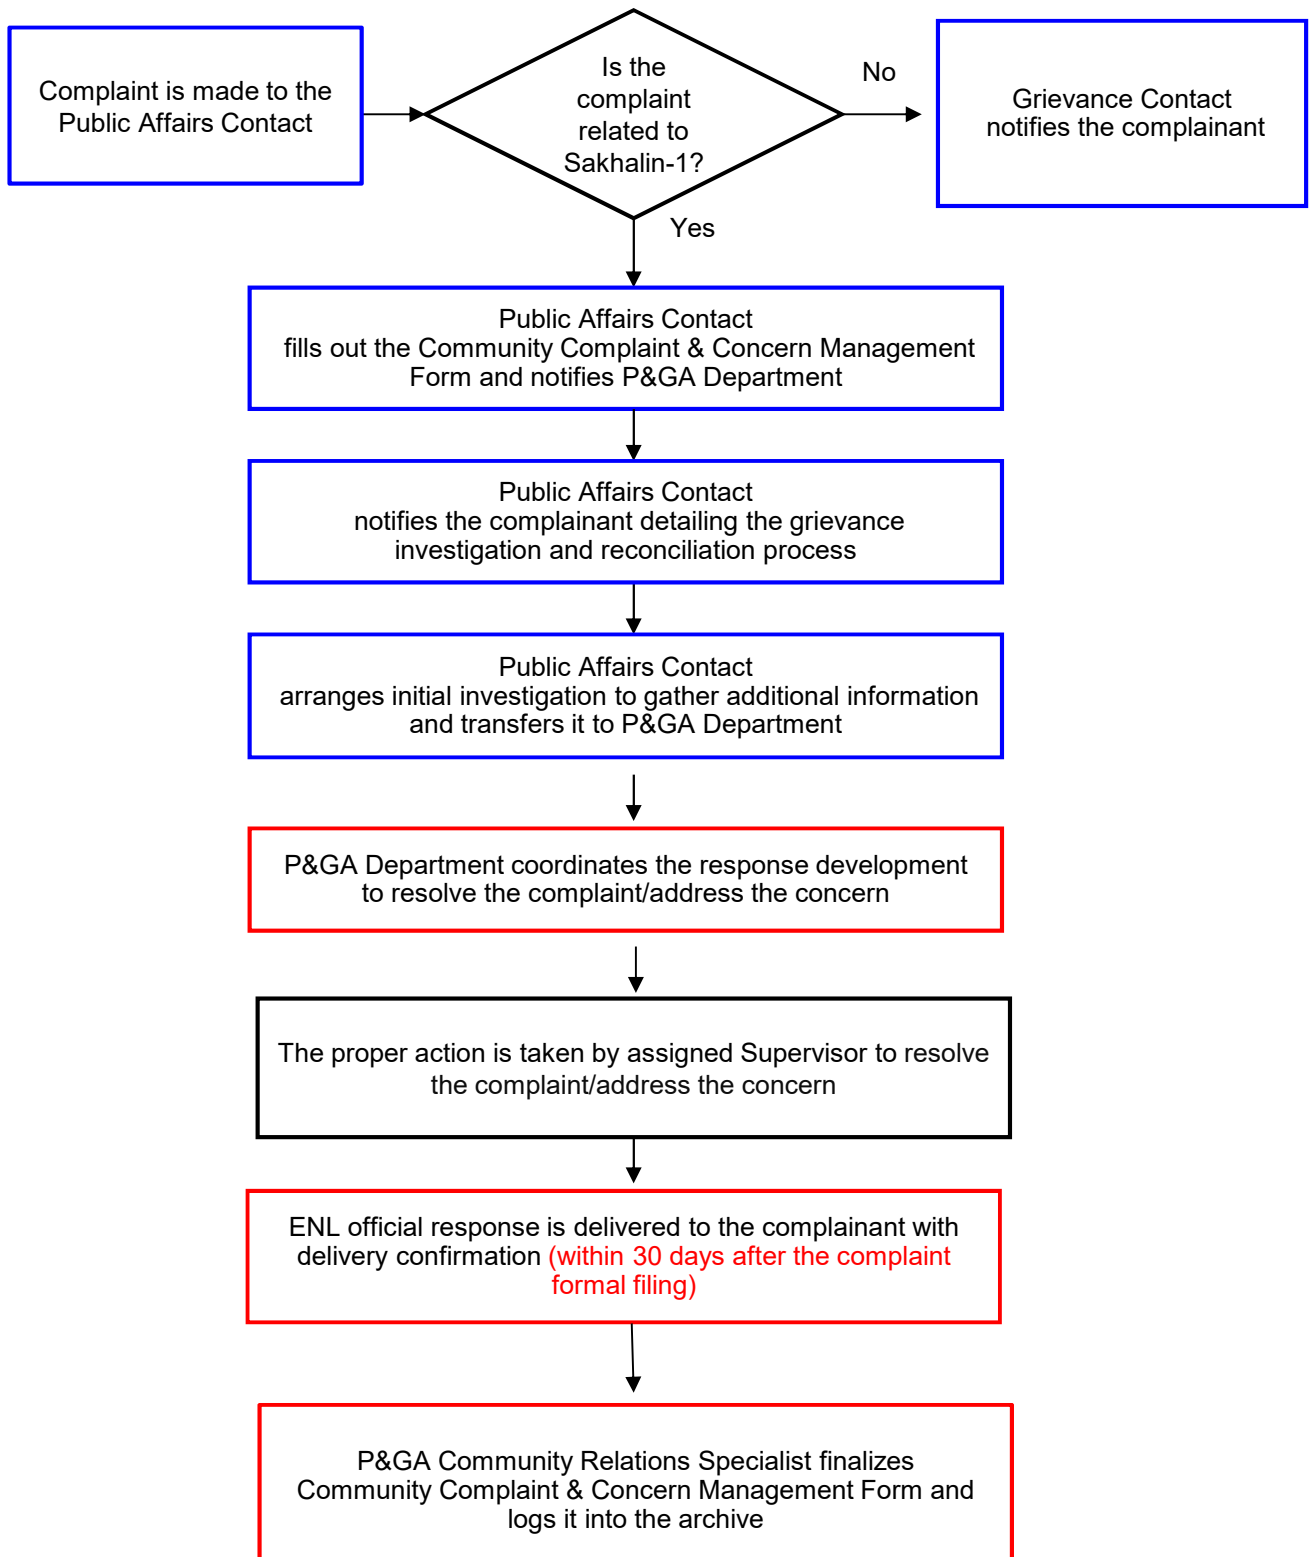 Complaint is made to the
Public Affairs Contact
Is the
complaint
related to
Sakhalin-1?
No
Grievance Contact
notifies the complainant
Yes
Public Affairs Contact
fills out the Community Complaint & Concern Management
Form and notifies P&GA Department
Public Affairs Contact
notifies the complainant detailing the grievance
investigation and reconciliation process
Public Affairs Contact
arranges initial investigation to gather additional information
and transfers it to P&GA Department
P&GA Department coordinates the response development
to resolve the complaint/address the concern
The proper action is taken by assigned Supervisor to resolve
the complaint/address the concern
ENL official response is delivered to the complainant with
delivery confirmation (within 30 days after the complaint
formal filing)
P&GA Community Relations Specialist finalizes
Community Complaint & Concern Management Form and
logs it into the archive